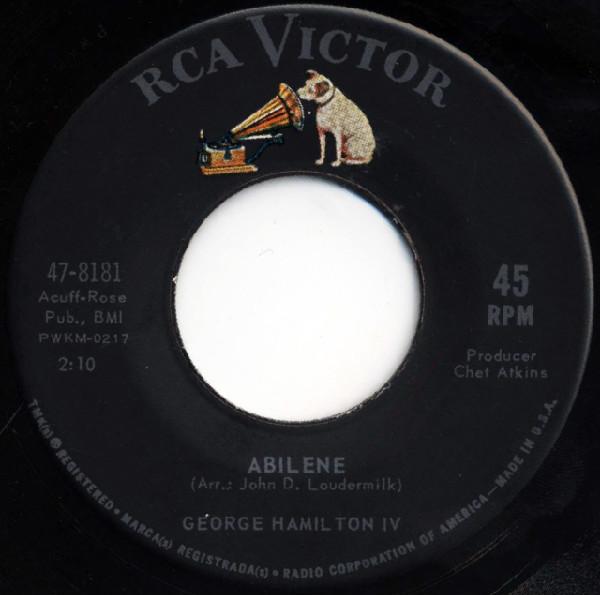 RCA VICTOR
47-8181
Acuff-Rose
Pub., BMI
PWKM-0217
2:10
45
RPM
Producer
Chet Atkins
ABILENE
(Arr.: John D. Loudermilk)
GEORGE HAMILTON IV
TMK(s) ® REGISTERED • MARCA(s) REGISTRADA(s) • RADIO CORPORATION OF AMERICA—MADE IN U.S.A.